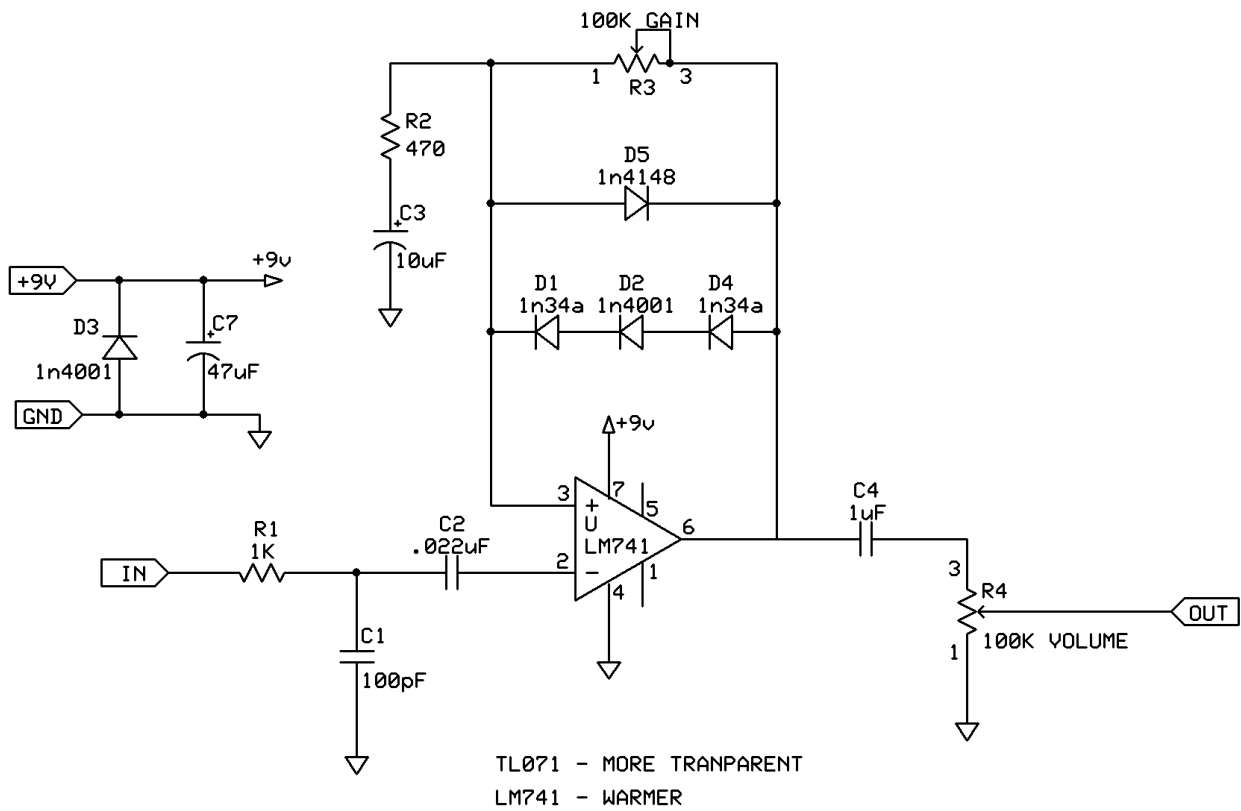 100K GAIN
1
3
R3
R2
470
D5
1n4148
+
C3
10uF
+9v
+9V
D1
1n34a
D2
1n4001
D4
1n34a
D3
1n4001
+
C7
47uF
GND
+9v
3
+
7
5
U
LM741
6
2
−
4
1
C4
1uF
R1
1K
C2
.022uF
IN
C1
100pF
3
R4
100K VOLUME
1
OUT
TL071 - MORE TRANPARENT
LM741 - WARMER